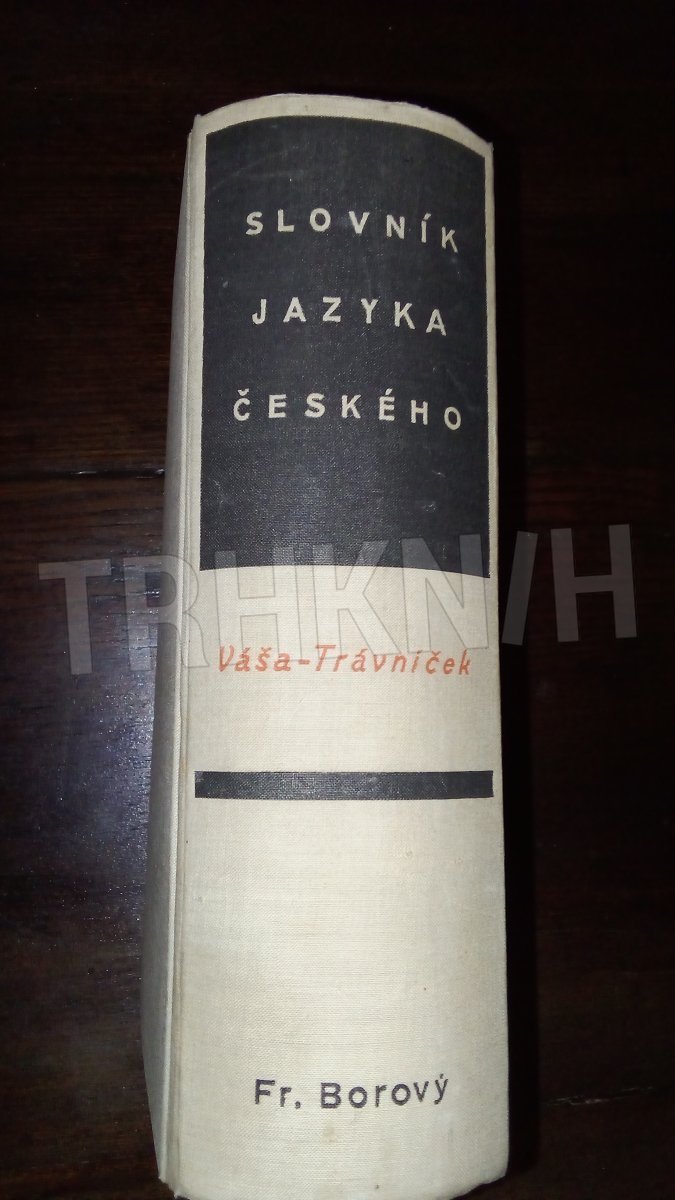 SLOVNÍK
JAZYKA
ČESKÉHO
TRHKNIH
Váša-Trávníček
Fr. Borový